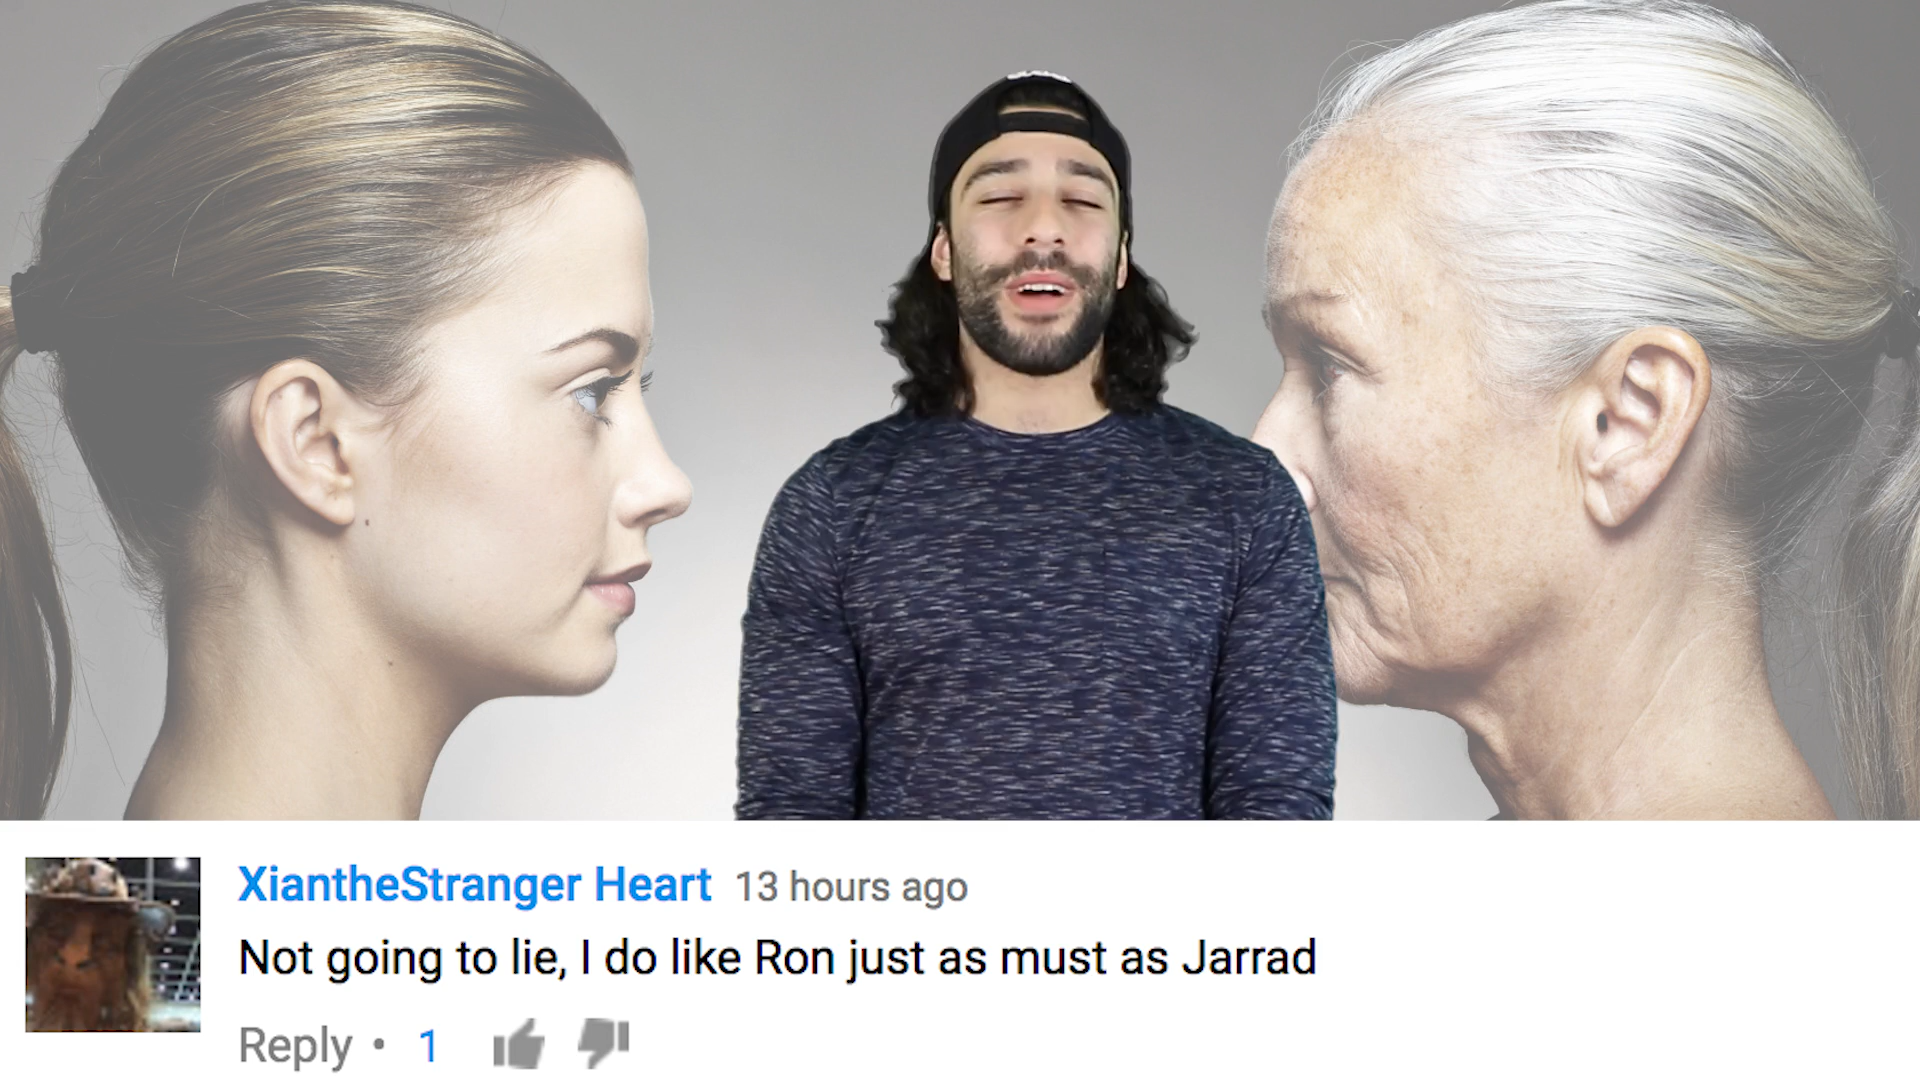 XiantheStranger Heart 13 hours ago
Not going to lie, I do like Ron just as must as Jarrad
Reply • 1